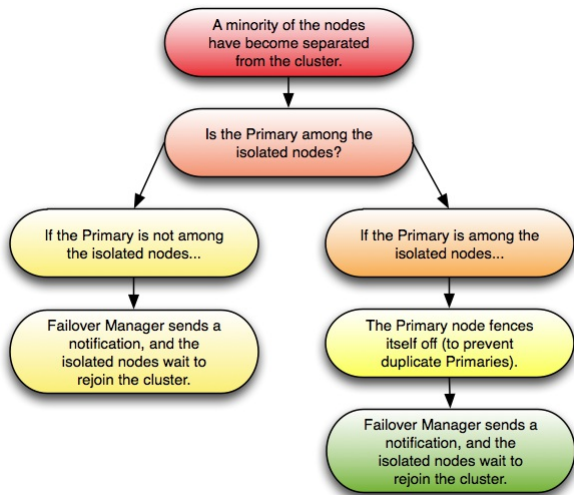 A minority of the nodes
have become separated
from the cluster.
Is the Primary among the
isolated nodes?
If the Primary is not among
the isolated nodes...
If the Primary is among the
isolated nodes...
Failover Manager sends a
notification, and the
isolated nodes wait to
rejoin the cluster.
The Primary node fences
itself off (to prevent
duplicate Primaries).
Failover Manager sends a
notification, and the
isolated nodes wait to
rejoin the cluster.